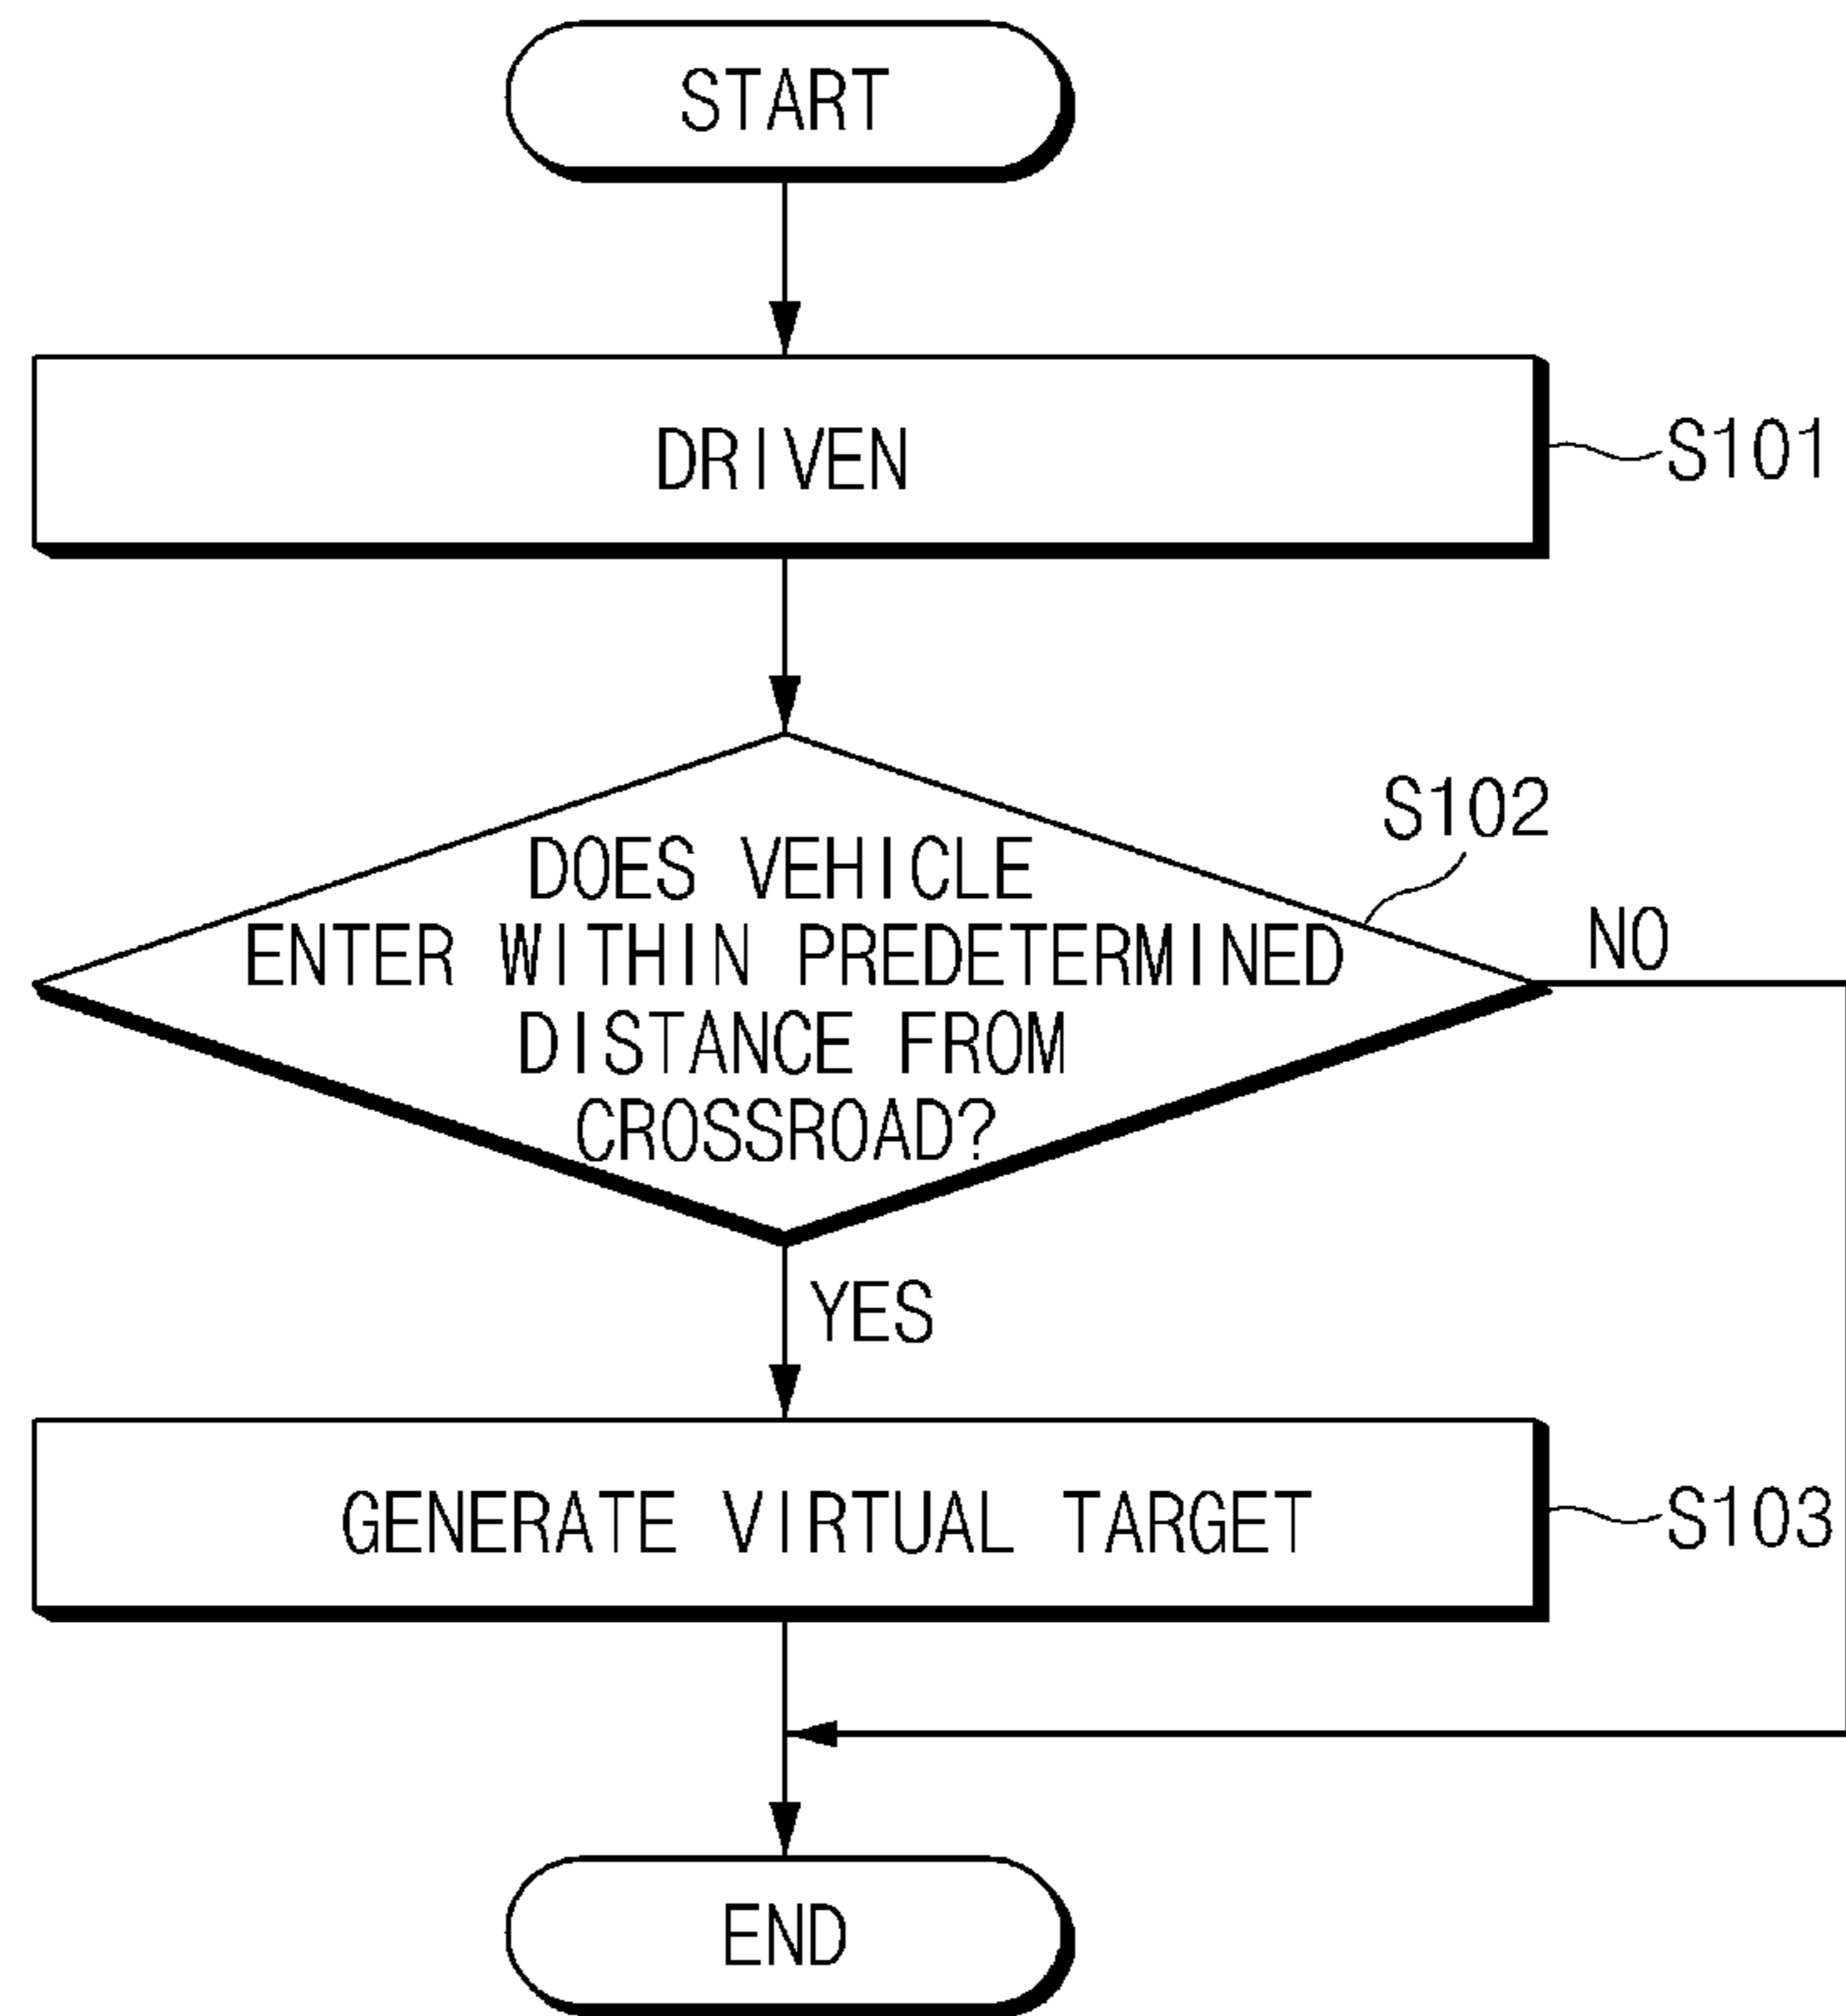 START
DRIVEN
S101
S102
DOES VEHICLE
ENTER WITHIN PREDETERMINED
DISTANCE FROM
CROSSROAD?
NO
YES
GENERATE VIRTUAL TARGET
S103
END